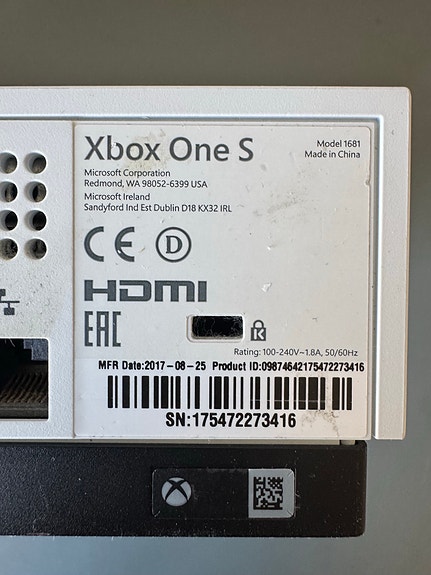 Xbox One S
Model 1681
Made in China
Microsoft Corporation
Redmond, WA 98052-6399 USA
Microsoft Ireland
Sandyford Ind Est Dublin D18 KX32 IRL
CE D
HDMI
EAC
K
Rating: 100-240V~1.8A, 50/60Hz
MFR Date:2017-08-25 Product ID:09874642175472273416
SN:175472273416